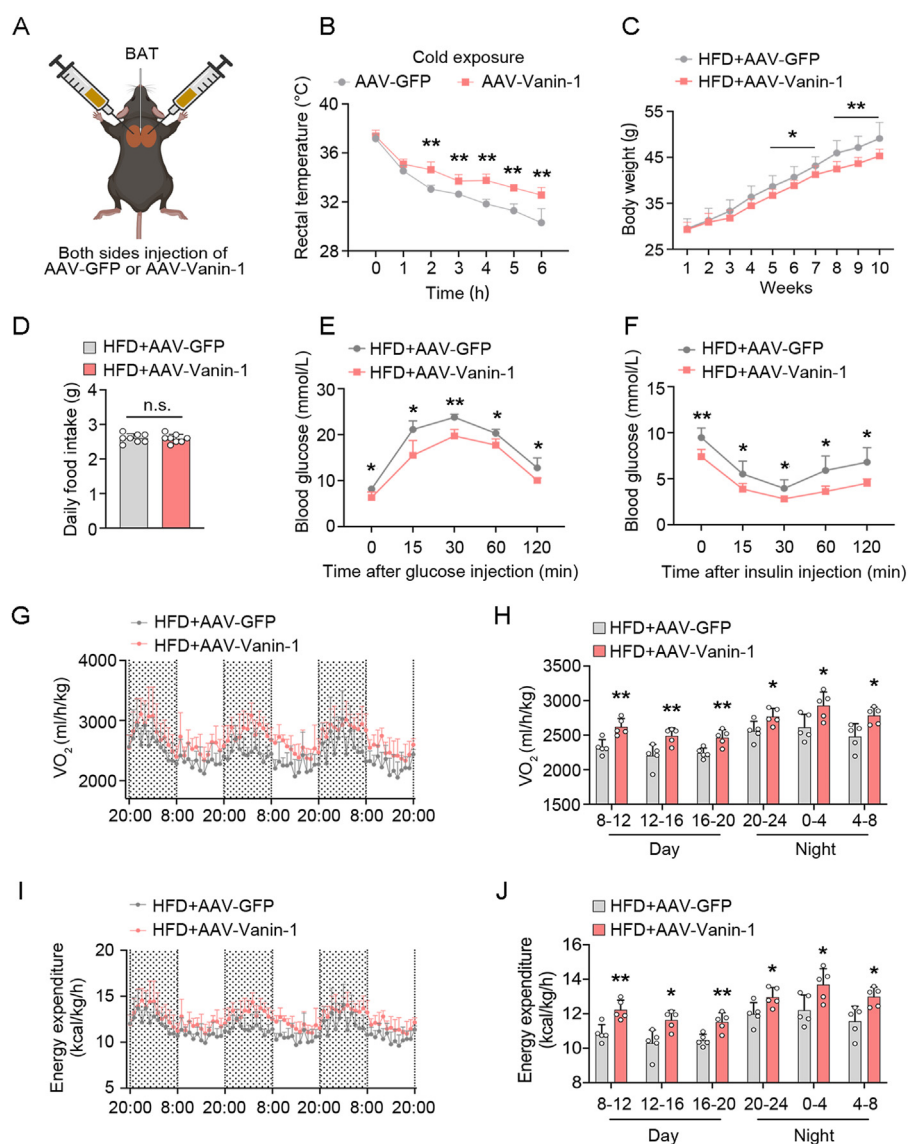 A
BAT
Both sides injection of
AAV-GFP or AAV-Vanin-1
B
Cold exposure
AAV-GFP
AAV-Vanin-1
Rectal temperature (°C)
40
36
32
28
** ** ** ** **
0 1 2 3 4 5 6
Time (h)
C
HFD+AAV-GFP
HFD+AAV-Vanin-1
Body weight (g)
55
45
35
25
* **
1 2 3 4 5 6 7 8 9 10
Weeks
D
HFD+AAV-GFP
HFD+AAV-Vanin-1
Daily food intake (g)
4
3
2
1
0
n.s.
E
HFD+AAV-GFP
HFD+AAV-Vanin-1
Blood glucose (mmol/L)
30
20
10
0
* * ** * *
0 15 30 60 120
Time after glucose injection (min)
F
HFD+AAV-GFP
HFD+AAV-Vanin-1
Blood glucose (mmol/L)
15
10
5
0
** * * * *
0 15 30 60 120
Time after insulin injection (min)
G
HFD+AAV-GFP
HFD+AAV-Vanin-1
VO2 (ml/h/kg)
4000
3000
2000
20:00 8:00 20:00 8:00 20:00 8:00 20:00
H
HFD+AAV-GFP
HFD+AAV-Vanin-1
VO2 (ml/h/kg)
3500
3000
2500
2000
1500
** ** ** * * *
8-12 12-16 16-20 20-24 0-4 4-8
Day Night
I
HFD+AAV-GFP
HFD+AAV-Vanin-1
Energy expenditure
(kcal/kg/h)
20
15
10
5
20:00 8:00 20:00 8:00 20:00 8:00 20:00
J
HFD+AAV-GFP
HFD+AAV-Vanin-1
Energy expenditure
(kcal/kg/h)
16
14
12
10
8
** * ** * * *
8-12 12-16 16-20 20-24 0-4 4-8
Day Night